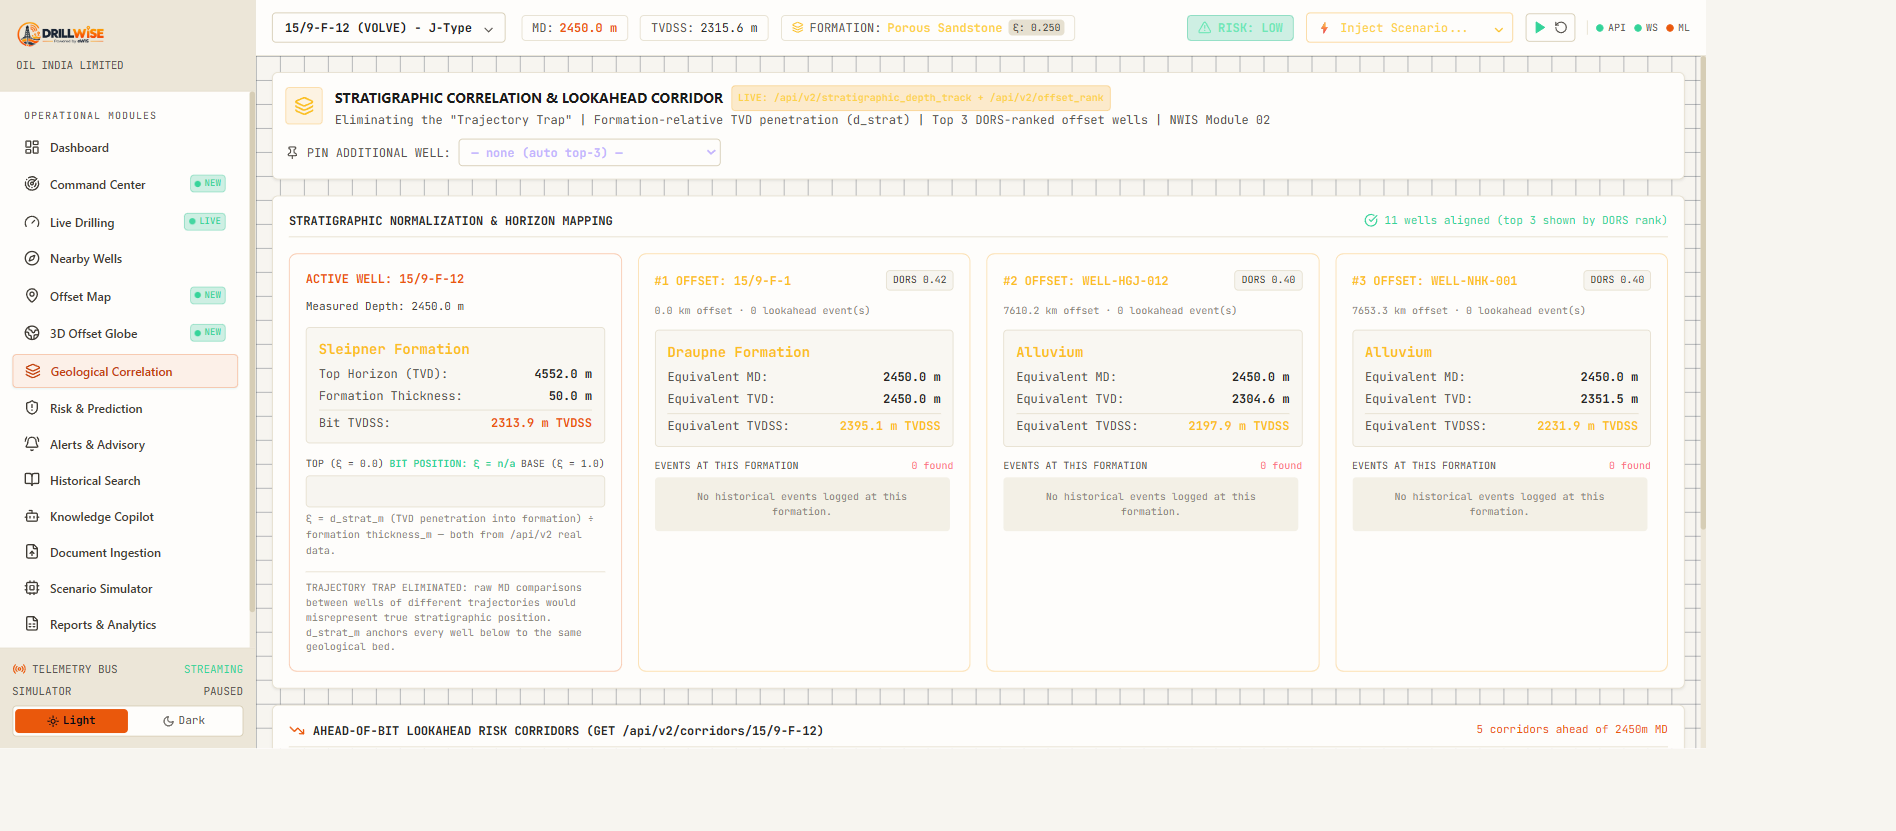 DRILLWISE
Powered by eNWIS
OIL INDIA LIMITED
15/9-F-12 (VOLVE) - J-Type
MD: 2450.0 m
TVDSS: 2315.6 m
FORMATION: Porous Sandstone ξ: 0.250
RISK: LOW
Inject Scenario...
API WS ML
OPERATIONAL MODULES
Dashboard
Command Center NEW
Live Drilling LIVE
Nearby Wells
Offset Map NEW
3D Offset Globe NEW
Geological Correlation
Risk & Prediction
Alerts & Advisory
Historical Search
Knowledge Copilot
Document Ingestion
Scenario Simulator
Reports & Analytics
TELEMETRY BUS STREAMING
SIMULATOR PAUSED
Light Dark
STRATIGRAPHIC CORRELATION & LOOKAHEAD CORRIDOR LIVE: /api/v2/stratigraphic_depth_track + /api/v2/offset_rank
Eliminating the "Trajectory Trap" | Formation-relative TVD penetration (d_strat) | Top 3 DORS-ranked offset wells | NWIS Module 02
PIN ADDITIONAL WELL: — none (auto top-3) —
STRATIGRAPHIC NORMALIZATION & HORIZON MAPPING
11 wells aligned (top 3 shown by DORS rank)
ACTIVE WELL: 15/9-F-12
Measured Depth: 2450.0 m
Sleipner Formation
Top Horizon (TVD): 4552.0 m
Formation Thickness: 50.0 m
Bit TVDSS: 2313.9 m TVDSS
TOP (ξ = 0.0) BIT POSITION: ξ = n/a BASE (ξ = 1.0)
ξ = d_strat_m (TVD penetration into formation) ÷
formation thickness_m — both from /api/v2 real
data.
TRAJECTORY TRAP ELIMINATED: raw MD comparisons
between wells of different trajectories would
misrepresent true stratigraphic position.
d_strat_m anchors every well below to the same
geological bed.
#1 OFFSET: 15/9-F-1 DORS 0.42
0.0 km offset · 0 lookahead event(s)
Draupne Formation
Equivalent MD: 2450.0 m
Equivalent TVD: 2450.0 m
Equivalent TVDSS: 2395.1 m TVDSS
EVENTS AT THIS FORMATION 0 found
No historical events logged at this
formation.
#2 OFFSET: WELL-HGJ-012 DORS 0.40
7610.2 km offset · 0 lookahead event(s)
Alluvium
Equivalent MD: 2450.0 m
Equivalent TVD: 2304.6 m
Equivalent TVDSS: 2197.9 m TVDSS
EVENTS AT THIS FORMATION 0 found
No historical events logged at this
formation.
#3 OFFSET: WELL-NHK-001 DORS 0.40
7653.3 km offset · 0 lookahead event(s)
Alluvium
Equivalent MD: 2450.0 m
Equivalent TVD: 2351.5 m
Equivalent TVDSS: 2231.9 m TVDSS
EVENTS AT THIS FORMATION 0 found
No historical events logged at this
formation.
AHEAD-OF-BIT LOOKAHEAD RISK CORRIDORS (GET /api/v2/corridors/15/9-F-12)
5 corridors ahead of 2450m MD